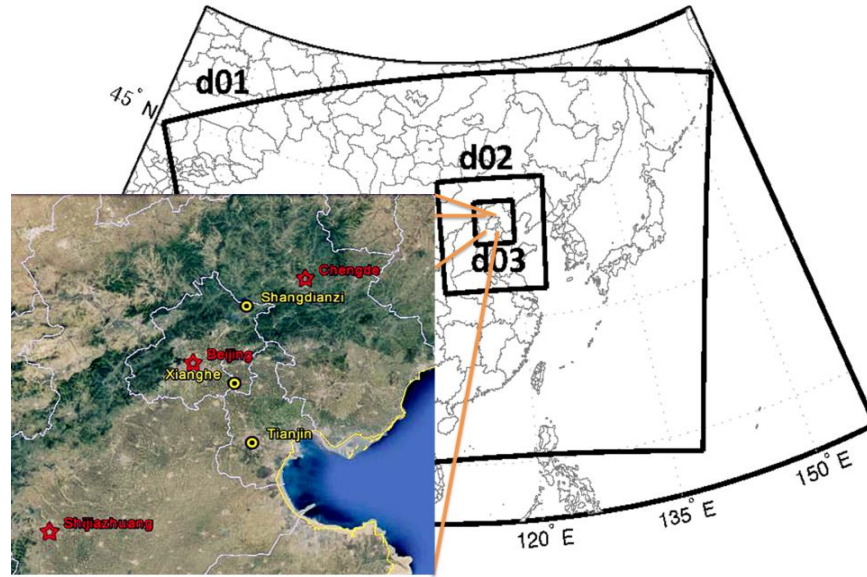 d01
45° N
d02
d03
Chengde
Shangdianzi
Beijing
Xianghe
Tianjin
Shijiazhuang
150° E
135° E
120° E